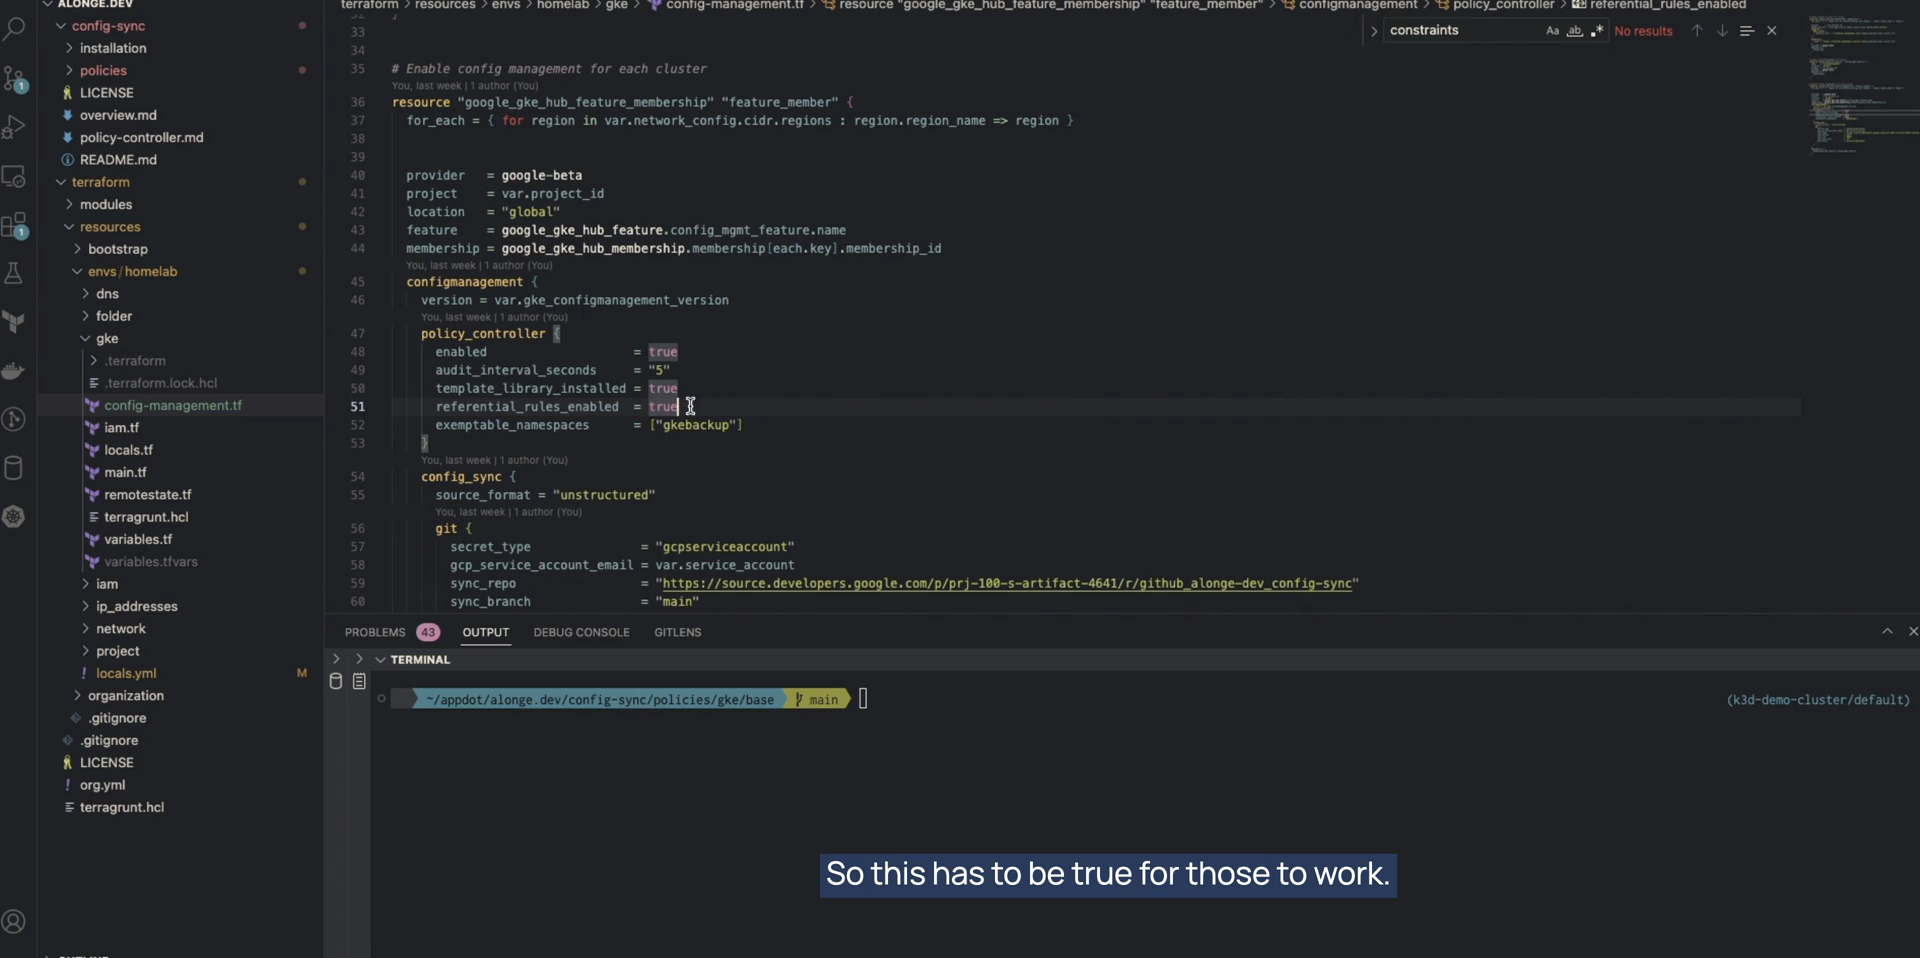 ALONGE.DEV
config-sync
installation
policies
LICENSE
overview.md
policy-controller.md
README.md
terraform
modules
resources
bootstrap
envs / homelab
dns
folder
gke
.terraform
.terraform.lock.hcl
config-management.tf
iam.tf
locals.tf
main.tf
remotestate.tf
terragrunt.hcl
variables.tf
variables.tfvars
iam
ip_addresses
network
project
locals.yml M
organization
.gitignore
.gitignore
LICENSE
org.yml
terragrunt.hcl
1
1
terraform > resources > envs > homelab > gke > config-management.tf > resource "google_gke_hub_feature_membership" "feature_member" > configmanagement > policy_controller > referential_rules_enabled
constraints Aa ab .* No results
33
34
35 # Enable config management for each cluster
You, last week | 1 author (You)
36 resource "google_gke_hub_feature_membership" "feature_member" {
37 for_each = { for region in var.network_config.cidr.regions : region.region_name => region }
38
39
40 provider = google-beta
41 project = var.project_id
42 location = "global"
43 feature = google_gke_hub_feature.config_mgmt_feature.name
44 membership = google_gke_hub_membership.membership[each.key].membership_id
You, last week | 1 author (You)
45 configmanagement {
46 version = var.gke_configmanagement_version
You, last week | 1 author (You)
47 policy_controller {
48 enabled = true
49 audit_interval_seconds = "5"
50 template_library_installed = true
51 referential_rules_enabled = true
52 exemptable_namespaces = ["gkebackup"]
53 }
You, last week | 1 author (You)
54 config_sync {
55 source_format = "unstructured"
You, last week | 1 author (You)
56 git {
57 secret_type = "gcpserviceaccount"
58 gcp_service_account_email = var.service_account
59 sync_repo = "https://source.developers.google.com/p/prj-100-s-artifact-4641/r/github_alonge-dev_config-sync"
60 sync_branch = "main"
PROBLEMS 43 OUTPUT DEBUG CONSOLE GITLENS
TERMINAL
~/appdot/alonge.dev/config-sync/policies/gke/base main (k3d-demo-cluster/default)
So this has to be true for those to work.